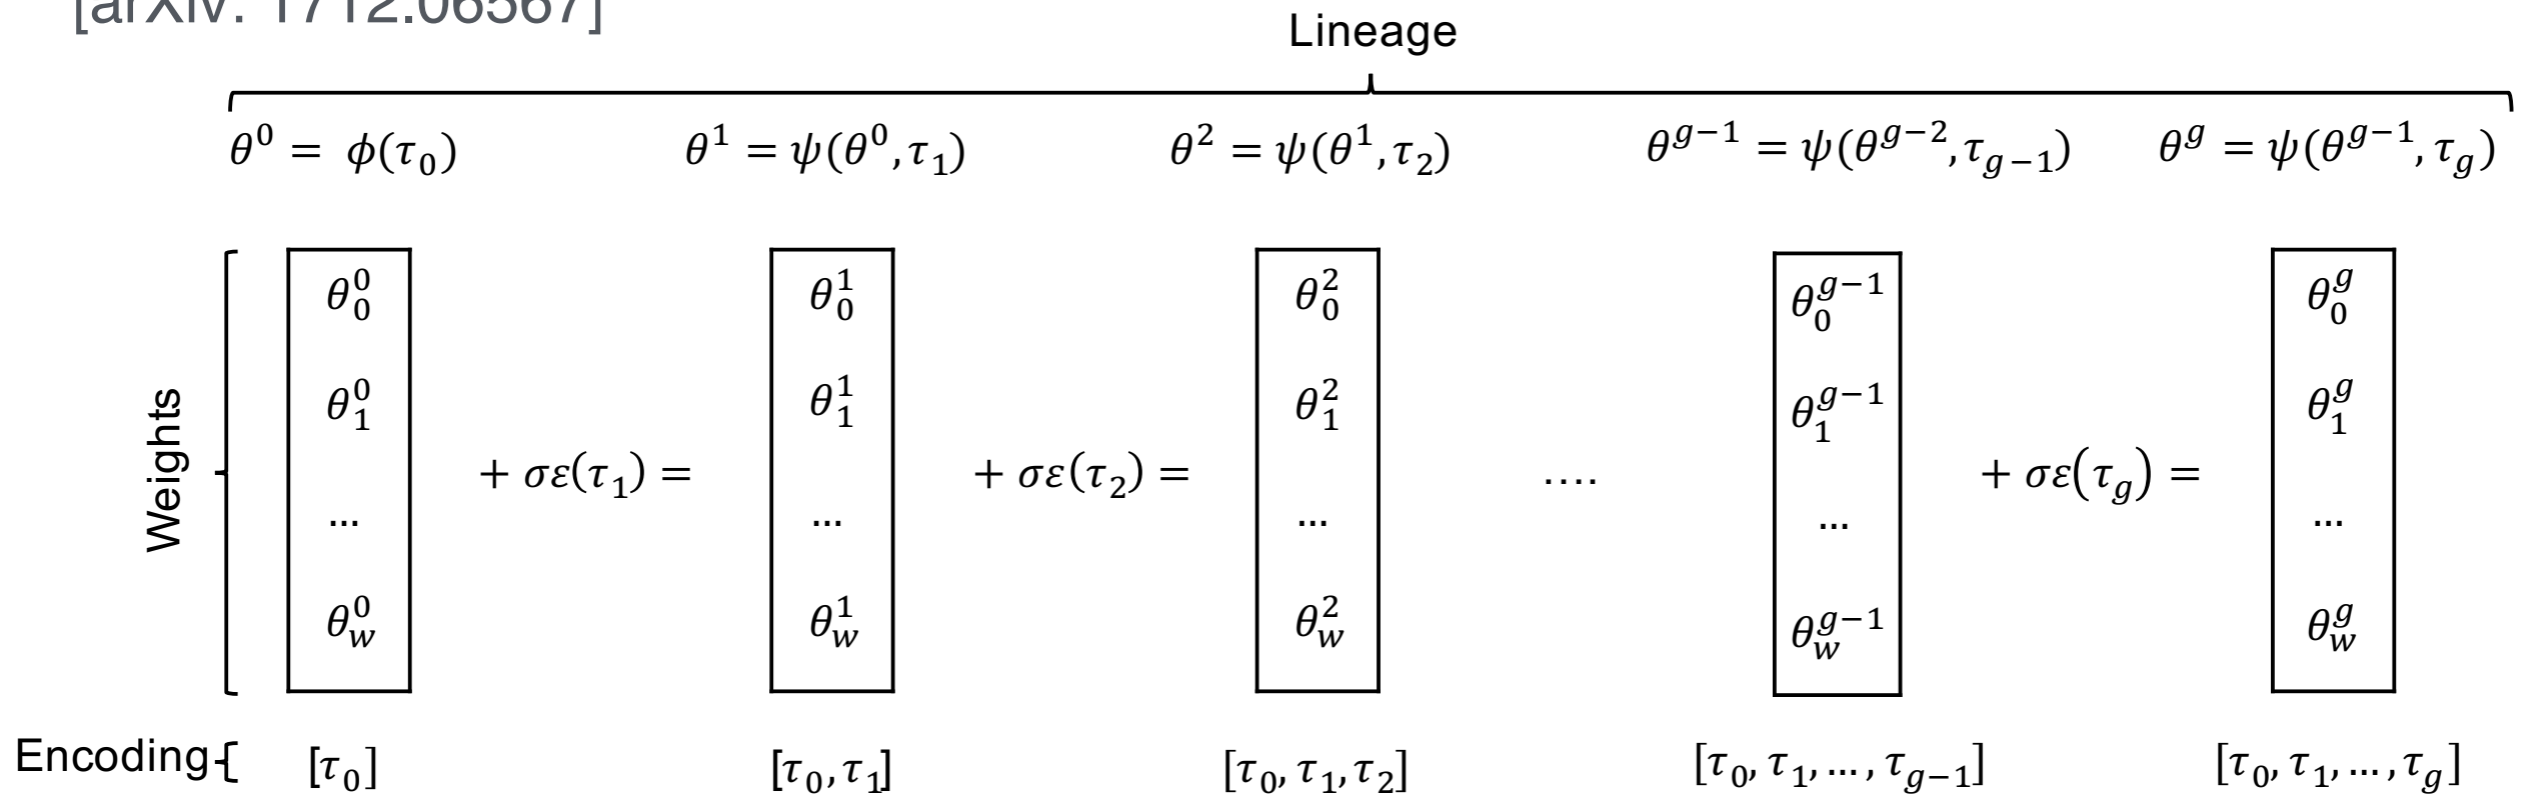 [arXiv: 1712.06567]
Lineage
θ^0 = ϕ(τ_0) θ^1 = ψ(θ^0, τ_1) θ^2 = ψ(θ^1, τ_2) θ^{g−1} = ψ(θ^{g−2}, τ_{g−1}) θ^g = ψ(θ^{g−1}, τ_g)
θ_0^0 θ_0^1 θ_0^2 θ_0^{g−1} θ_0^g
θ_1^0 θ_1^1 θ_1^2 θ_1^{g−1} θ_1^g
Weights
+ σε(τ_1) = + σε(τ_2) = .... + σε(τ_g) =
... ... ... ... ...
θ_w^0 θ_w^1 θ_w^2 θ_w^{g−1} θ_w^g
Encoding [τ_0] [τ_0, τ_1] [τ_0, τ_1, τ_2] [τ_0, τ_1, ..., τ_{g−1}] [τ_0, τ_1, ..., τ_g]